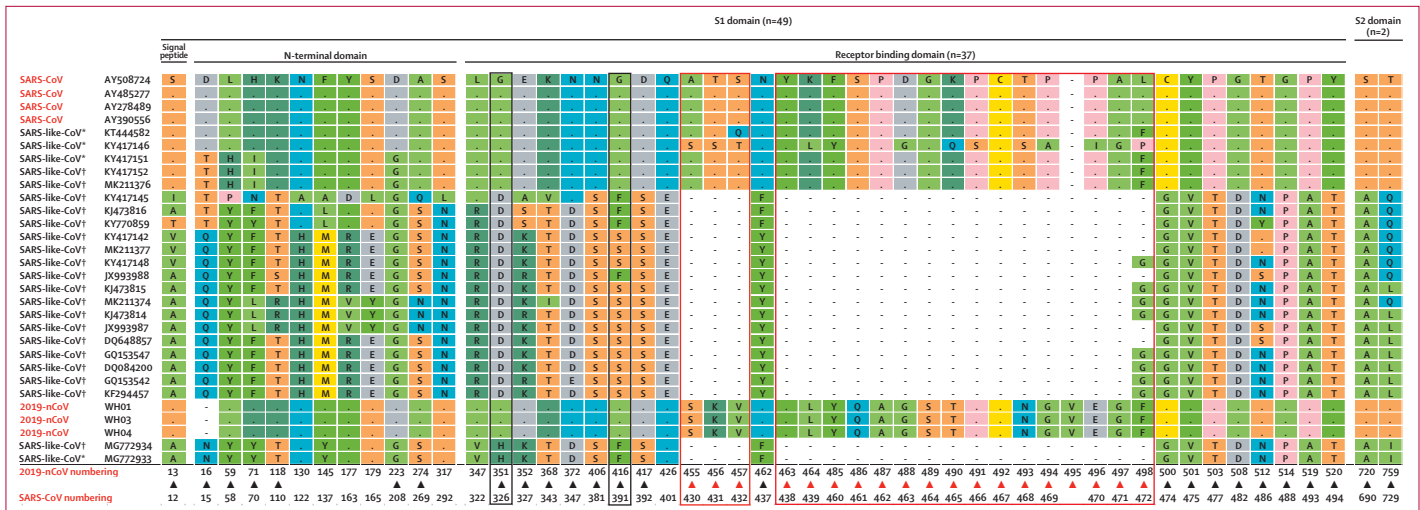 S1 domain (n=49) S2 domain (n=2)
Signal peptide N-terminal domain Receptor binding domain (n=37)
SARS-CoV AY508724 S D L H K N F Y S D A S L G E K N N G D Q A T S N Y K F S P D G K P C T P - P A L C Y P G T G P Y S T
SARS-CoV AY485277 . . . . . . . . . . . . . . . . . . . . . . . . . . . . . . . . . . . . . - . . . . . . . . . . . . .
SARS-CoV AY278489 . . . . . . . . . . . . . . . . . . . . . . . . . . . . . . . . . . . . . - . . . . . . . . . . . . .
SARS-CoV AY390556 . . . . . . . . . . . . . . . . . . . . . . . . . . . . . . . . . . . . . - . . . . . . . . . . . . .
SARS-like-CoV* KT444582 . . . . . . . . . . . . . . . . . . . . . . . Q . . . . . . . . . . . . . - . . F . . . . . . . . . .
SARS-like-CoV* KY417146 . . . . . . . . . . . . . . . . . . . . . S S T . . L Y . . G . Q S . S A - I G P . . . . . . . . . .
SARS-like-CoV* KY417151 . T H I . . . . . G . . . . . . . . . . . . . . . . . . . . . . . . . . . - . . F . . . . . . . . . .
SARS-like-CoV† KY417152 . T H I . . . . . G . . . . . . . . . . . . . . . . . . . . . . . . . . . - . . F . . . . . . . . . .
SARS-like-CoV† MK211376 . T H I . . . . . G . . . . . . . . . . . . . . . . . . . . . . . . . . . - . . F . . . . . . . . . .
SARS-like-CoV† KY417145 I T P N T A A D L G Q L . D A V . S F S E - - - F - - - - - - - - - - - - - - - - G V T D N P A T A Q
SARS-like-CoV† KJ473816 A T Y F T . L . . G S N R D S T D S F S E - - - F - - - - - - - - - - - - - - - - G V T D N P A T A Q
SARS-like-CoV† KY770859 T T Y Y T . L . . G S N R D S T D S F S E - - - F - - - - - - - - - - - - - - - - G V T D Y P A T A Q
SARS-like-CoV† KY417142 V Q Y F T H M R E G S N R D K T D S S S E - - - Y - - - - - - - - - - - - - - - - G V T D . P A T A Q
SARS-like-CoV† MK211377 V Q Y F T H M R E G S N R D K T D S S S E - - - Y - - - - - - - - - - - - - - - - G V T D . P A T A Q
SARS-like-CoV† KY417148 V Q Y F T H M R E G S N R D K T D S S S E - - - Y - - - - - - - - - - - - - - - G G V T D N P A T A Q
SARS-like-CoV† JX993988 A Q Y F S H M R E G S N R D R T D S F S E - - - Y - - - - - - - - - - - - - - - - G V T D S P A T A Q
SARS-like-CoV† KJ473815 A Q Y F T H M R E G S N R D K T D S S S E - - - Y - - - - - - - - - - - - - - - G G V T D N P A T A L
SARS-like-CoV† MK211374 A Q Y L R H M V Y G N N R D K I D S S S E - - - Y - - - - - - - - - - - - - - - G G V T D N P A T A Q
SARS-like-CoV† KJ473814 A Q Y L R H M V Y G N N R D K T D S S S E - - - Y - - - - - - - - - - - - - - - G G V T D N P A T A L
SARS-like-CoV† JX993987 A Q Y L R H M V Y G N N R D R T D S S S E - - - Y - - - - - - - - - - - - - - - - G V T D S P A T A L
SARS-like-CoV† DQ648857 A Q Y F T H M R E G S N R D K T D S S S E - - - Y - - - - - - - - - - - - - - - - G V T D S P A T A L
SARS-like-CoV† GQ153547 A Q Y F T H M R E G S N R D K T D S S S E - - - Y - - - - - - - - - - - - - - - G G V T D N P A T A L
SARS-like-CoV† DQ084200 A Q Y F T H M R E G S N R D K T D S S S E - - - Y - - - - - - - - - - - - - - - G G V T D N P A T A L
SARS-like-CoV† GQ153542 A Q Y F T H M R E G S N R D R T E S S S E - - - Y - - - - - - - - - - - - - - - G G V T D N P A T A L
SARS-like-CoV† KF294457 A Q Y F T H M R E G S N R D K T D S S S E - - - Y - - - - - - - - - - - - - - - G G V T D N P A T A L
2019-nCoV WH01 . - . . . . . . . . . . . . . . . . . . . S K V . . L Y Q A G S T . . N G V E G F . . . . . . . . . .
2019-nCoV WH03 . - . . . . . . . . . . . . . . . . . . . S K V . . L Y Q A G S T . . N G V E G F . . . . . . . . . .
2019-nCoV WH04 . - . . . . . . . . . . . . . . . . . . . S K V . . L Y Q A G S T . . N G V E G F . . . . . . . . . .
SARS-like-CoV† MG772934 A N Y Y T . Y . . G S . V H K T D S F S . - - - F - - - - - - - - - - - - - - - - G V T D N P A T A I
SARS-like-CoV* MG772933 A N Y Y T . Y . . G S . V H K T D S F S . - - - F - - - - - - - - - - - - - - - - G V T D N P A T A I
2019-nCoV numbering 13 16 59 71 118 130 145 177 179 223 274 317 347 351 352 368 372 406 416 417 426 455 456 457 462 463 464 485 486 487 488 489 490 491 492 493 494 495 496 497 498 500 501 503 508 512 514 519 520 720 759
SARS-CoV numbering 12 15 58 70 110 122 137 163 165 208 269 292 322 326 327 343 347 381 391 392 401 430 431 432 437 438 439 460 461 462 463 464 465 466 467 468 469 470 471 472 474 475 477 482 486 488 493 494 690 729